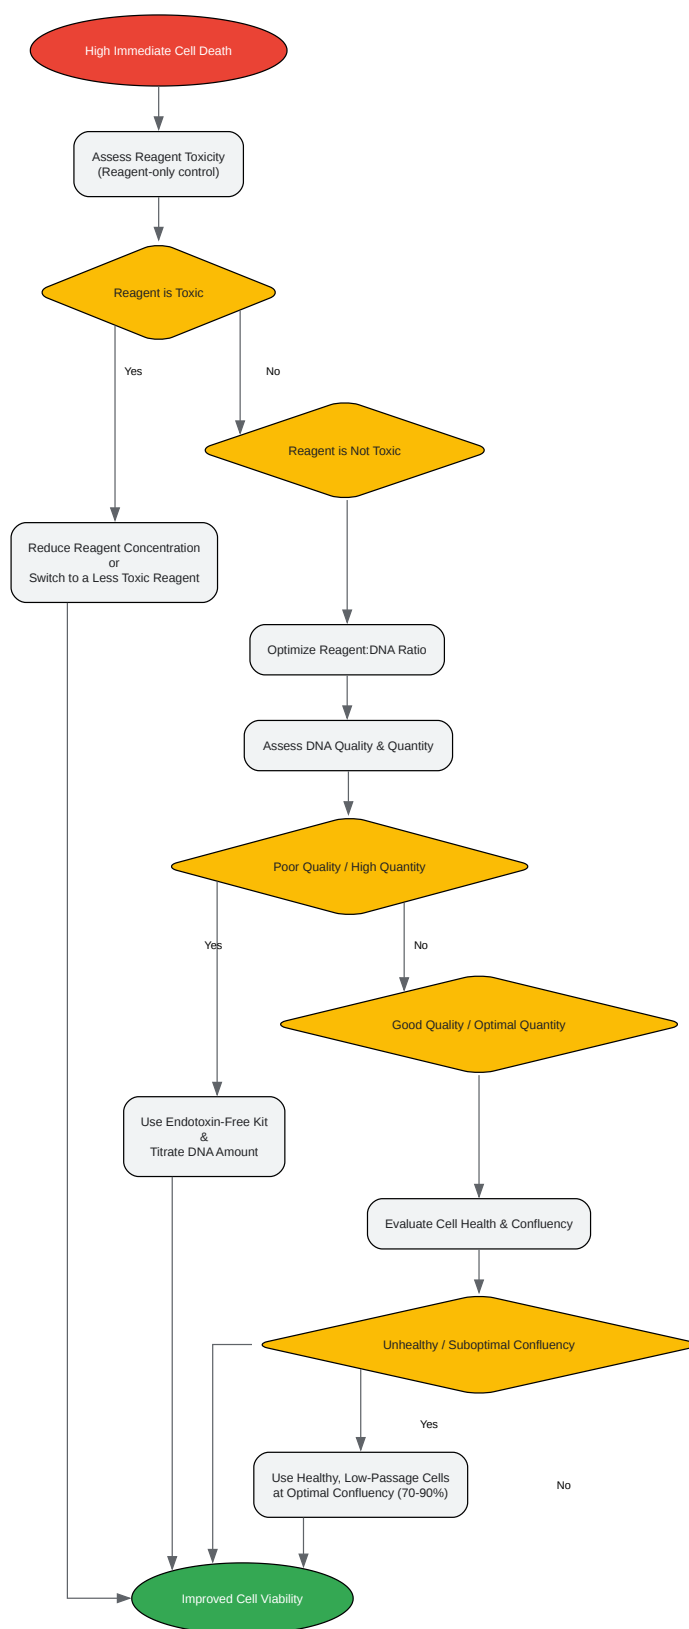 High Immediate Cell Death
Assess Reagent Toxicity
(Reagent-only control)
Reagent is Toxic
Yes
No
Reagent is Not Toxic
Reduce Reagent Concentration
or
Switch to a Less Toxic Reagent
Optimize Reagent:DNA Ratio
Assess DNA Quality & Quantity
Poor Quality / High Quantity
Yes
No
Good Quality / Optimal Quantity
Use Endotoxin-Free Kit
&
Titrate DNA Amount
Evaluate Cell Health & Confluency
Unhealthy / Suboptimal Confluency
Yes
Use Healthy, Low-Passage Cells
at Optimal Confluency (70-90%)
No
Improved Cell Viability